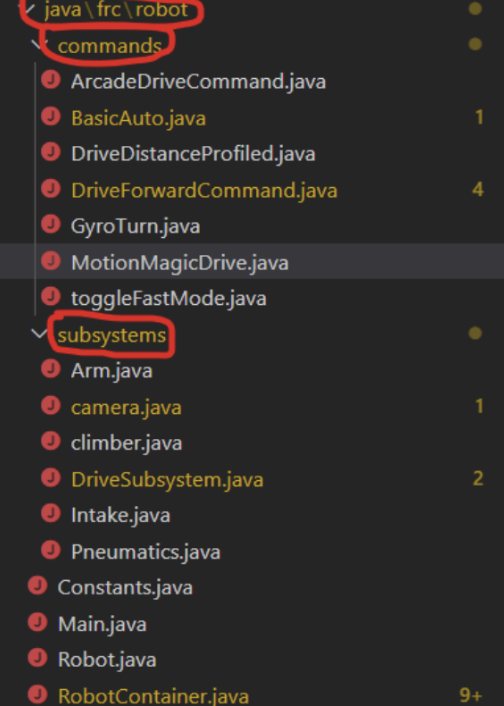 java\frc\robot
commands
ArcadeDriveCommand.java
BasicAuto.java 1
DriveDistanceProfiled.java
DriveForwardCommand.java 4
GyroTurn.java
MotionMagicDrive.java
toggleFastMode.java
subsystems
Arm.java
camera.java 1
climber.java
DriveSubsystem.java 2
Intake.java
Pneumatics.java
Constants.java
Main.java
Robot.java
RobotContainer.java 9+